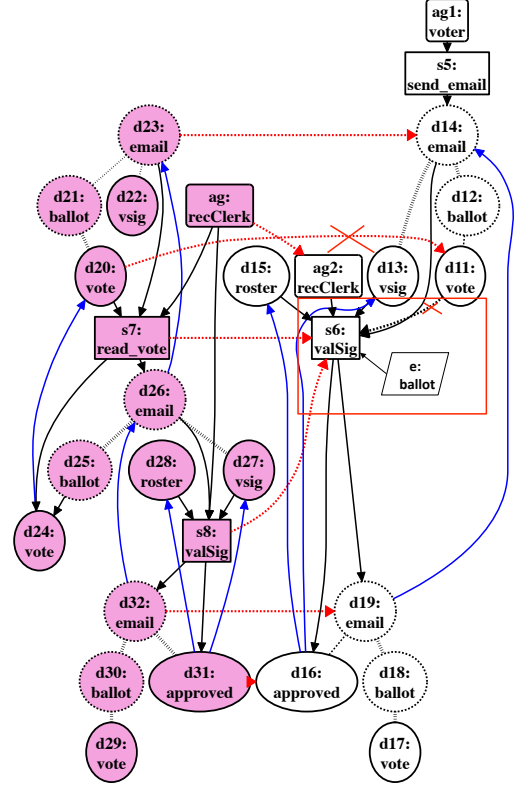 ag1:
voter
s5:
send_email
d23:
email
d14:
email
d21:
ballot
d22:
vsig
ag:
recClerk
d12:
ballot
d20:
vote
d15:
roster
ag2:
recClerk
d13:
vsig
d11:
vote
s7:
read_vote
s6:
valSig
e:
ballot
d26:
email
d25:
ballot
d28:
roster
d27:
vsig
d24:
vote
s8:
valSig
d32:
email
d19:
email
d30:
ballot
d31:
approved
d16:
approved
d18:
ballot
d29:
vote
d17:
vote